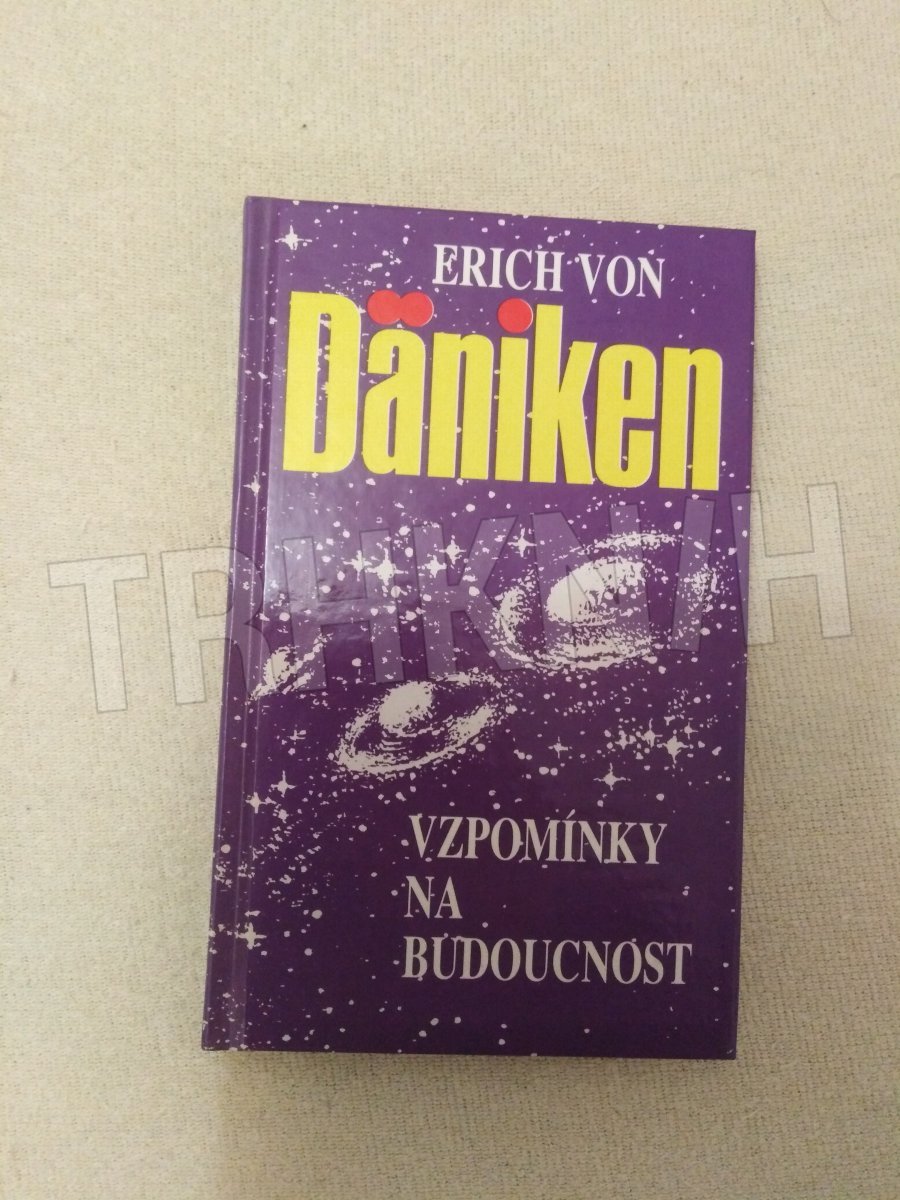 ERICH VON
Däniken
TRHKNIH
VZPOMÍNKY
NA
BUDOUCNOST